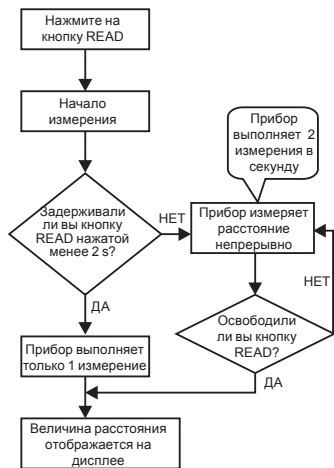 Нажмите на
кнопку READ
Начало
измерения
Прибор
выполняет 2
измерения в
секунду
Задерживали
ли вы кнопку
READ нажатой
менее 2 s?
НЕТ
Прибор измеряет
расстояние
непрерывно
НЕТ
ДА
Освободили
ли вы кнопку
READ?
Прибор выполняет
только 1 измерение
ДА
Величина расстояния
отображается на
дисплее